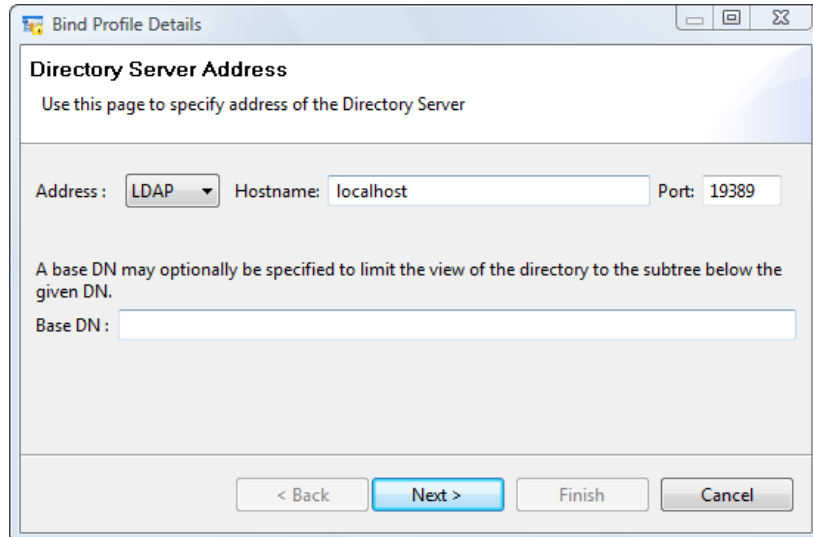 Bind Profile Details
Directory Server Address
Use this page to specify address of the Directory Server
Address : LDAP Hostname: localhost Port: 19389
A base DN may optionally be specified to limit the view of the directory to the subtree below the
given DN.
Base DN :
< Back Next > Finish Cancel